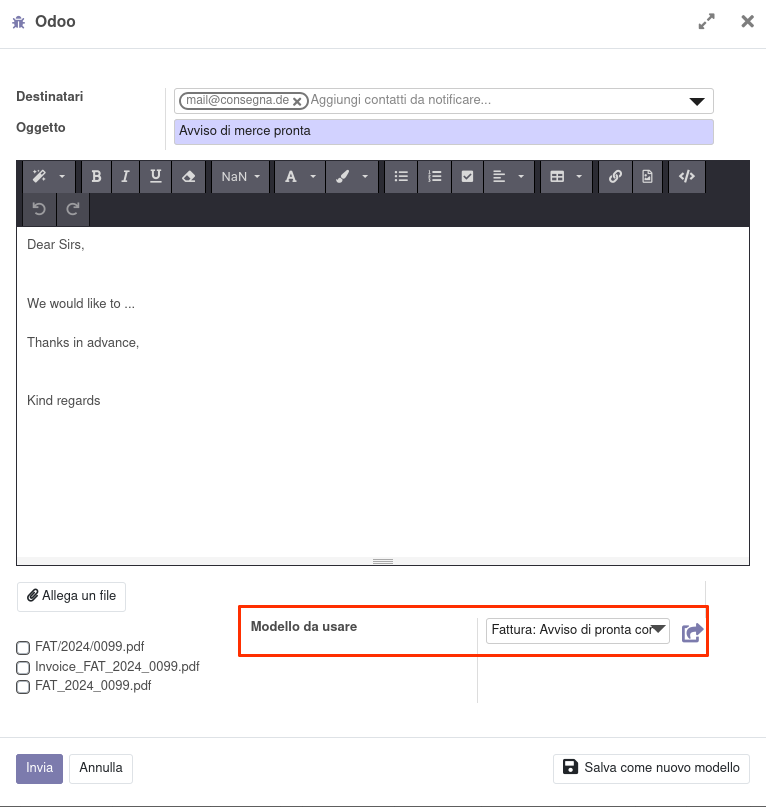 Odoo
Destinatari
mail@consegna.de Aggiungi contatti da notificare...
Oggetto
Avviso di merce pronta
B I U NaN A </>
Dear Sirs,
We would like to ...
Thanks in advance,
Kind regards
Allega un file
Modello da usare
Fattura: Avviso di pronta con
FAT/2024/0099.pdf
Invoice_FAT_2024_0099.pdf
FAT_2024_0099.pdf
Invia
Annulla
Salva come nuovo modello